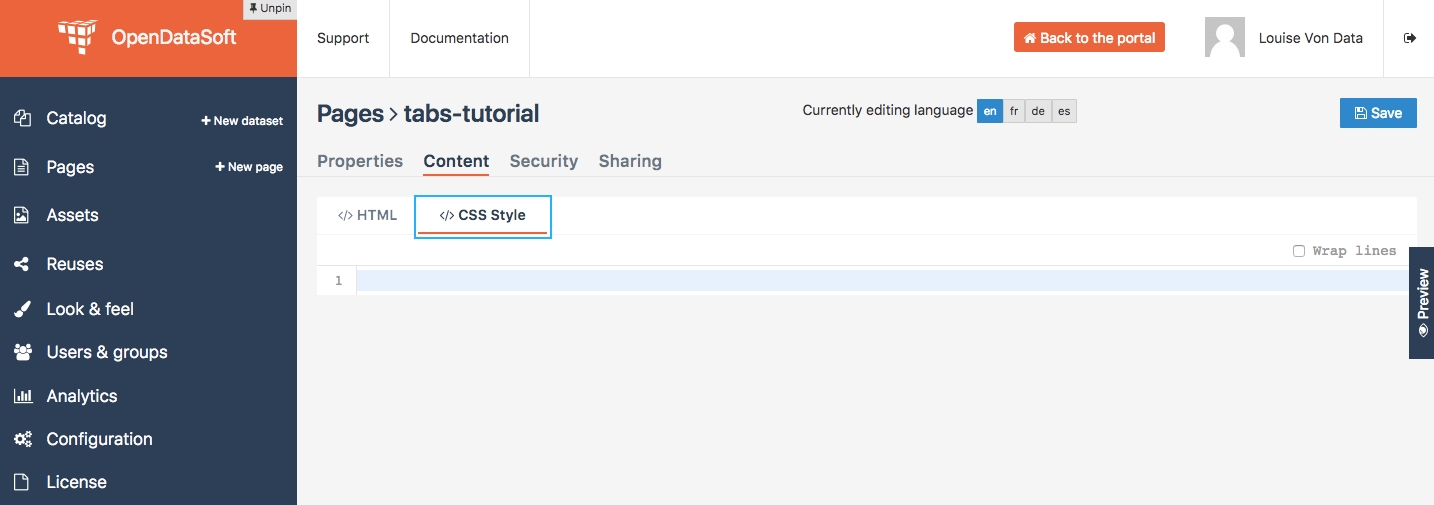 Unpin
OpenDataSoft
Support
Documentation
Back to the portal
Louise Von Data
Catalog
+ New dataset
Pages
+ New page
Assets
Reuses
Look & feel
Users & groups
Analytics
Configuration
License
Pages > tabs-tutorial
Currently editing language en fr de es
Save
Properties Content Security Sharing
</> HTML </> CSS Style
Wrap lines
1
Preview